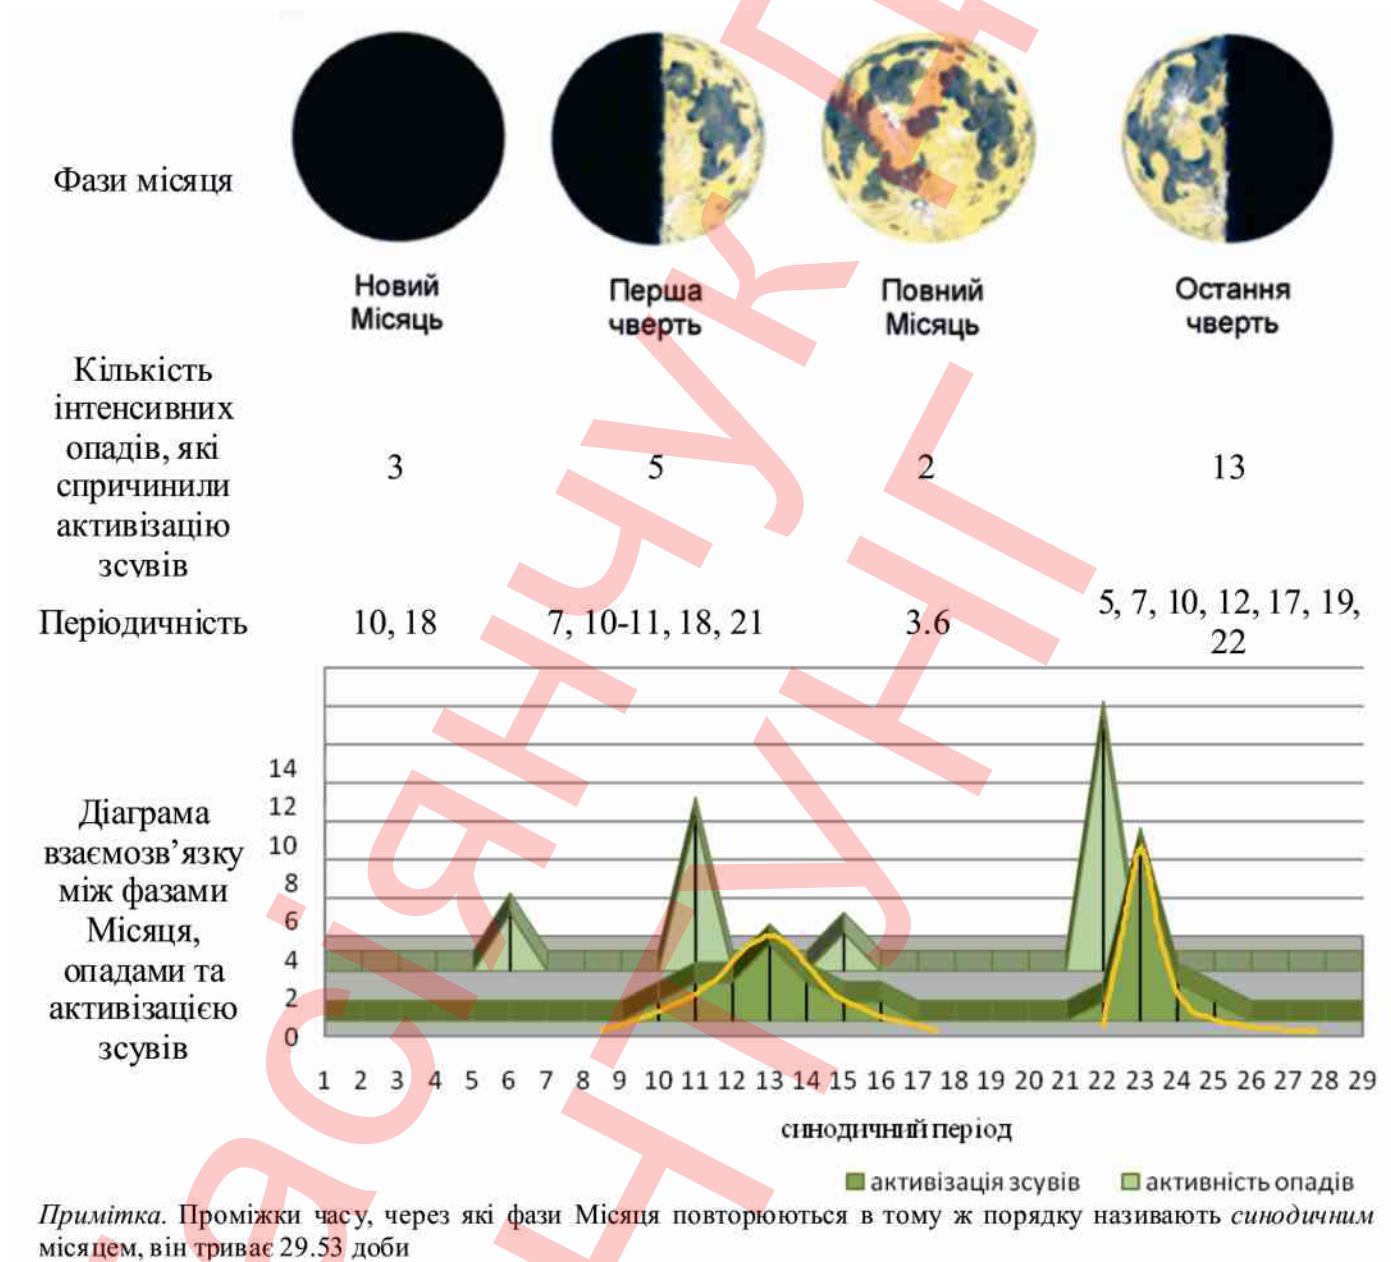 Фази місяця
Новий
Місяць
Перша
чверть
Повний
Місяць
Остання
чверть
Кількість
інтенсивних
опадів, які
спричинили
активізацію
зсувів
3
5
2
13
Періодичність
10, 18
7, 10-11, 18, 21
3.6
5, 7, 10, 12, 17, 19,
22
Діаграма
взаємозв’язку
між фазами
Місяця,
опадами та
активізацією
зсувів
14
12
10
8
6
4
2
0
1 2 3 4 5 6 7 8 9 10 11 12 13 14 15 16 17 18 19 20 21 22 23 24 25 26 27 28 29
синодичний період
активізація зсувів
активність опадів
Примітка. Проміжки часу, через які фази Місяця повторюються в тому ж порядку називають синодичним
місяцем, він триває 29.53 доби